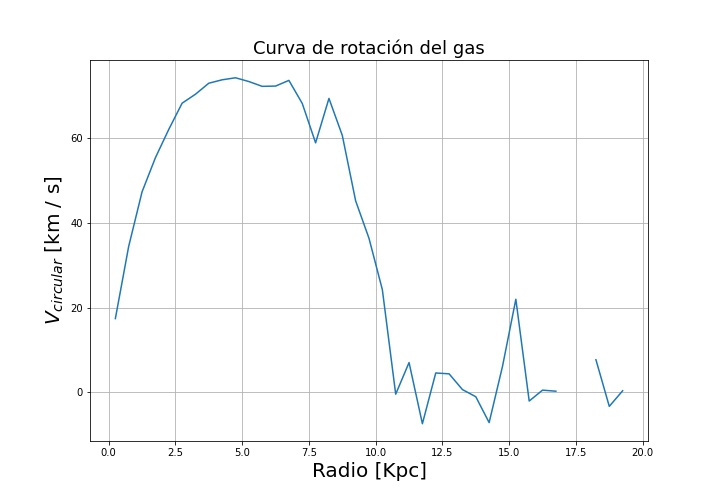 Curva de rotación del gas
V_circular [km / s]
60
40
20
0
0.0 2.5 5.0 7.5 10.0 12.5 15.0 17.5 20.0
Radio [Kpc]